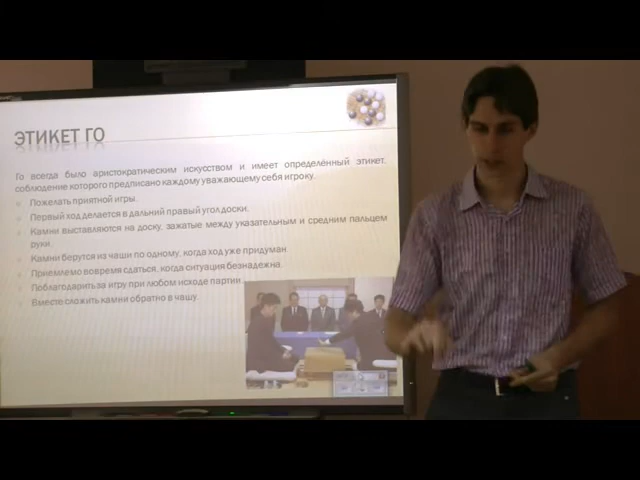 ЭТИКЕТ ГО
Го всегда было аристократическим искусством и имеет определённый этикет,
соблюдение которого предписано каждому уважающему себя игроку.
Пожелать приятной игры.
Первый ход делается в дальний правый угол доски.
Камни выставляются на доску, зажатые между указательным и средним пальцем
руки.
Камни берутся из чаши по одному, когда ход уже придуман.
Приемлемо вовремя сдаться, когда ситуация безнадежна.
Поблагодарить за игру при любом исходе партии.
Вместе сложить камни обратно в чашу.